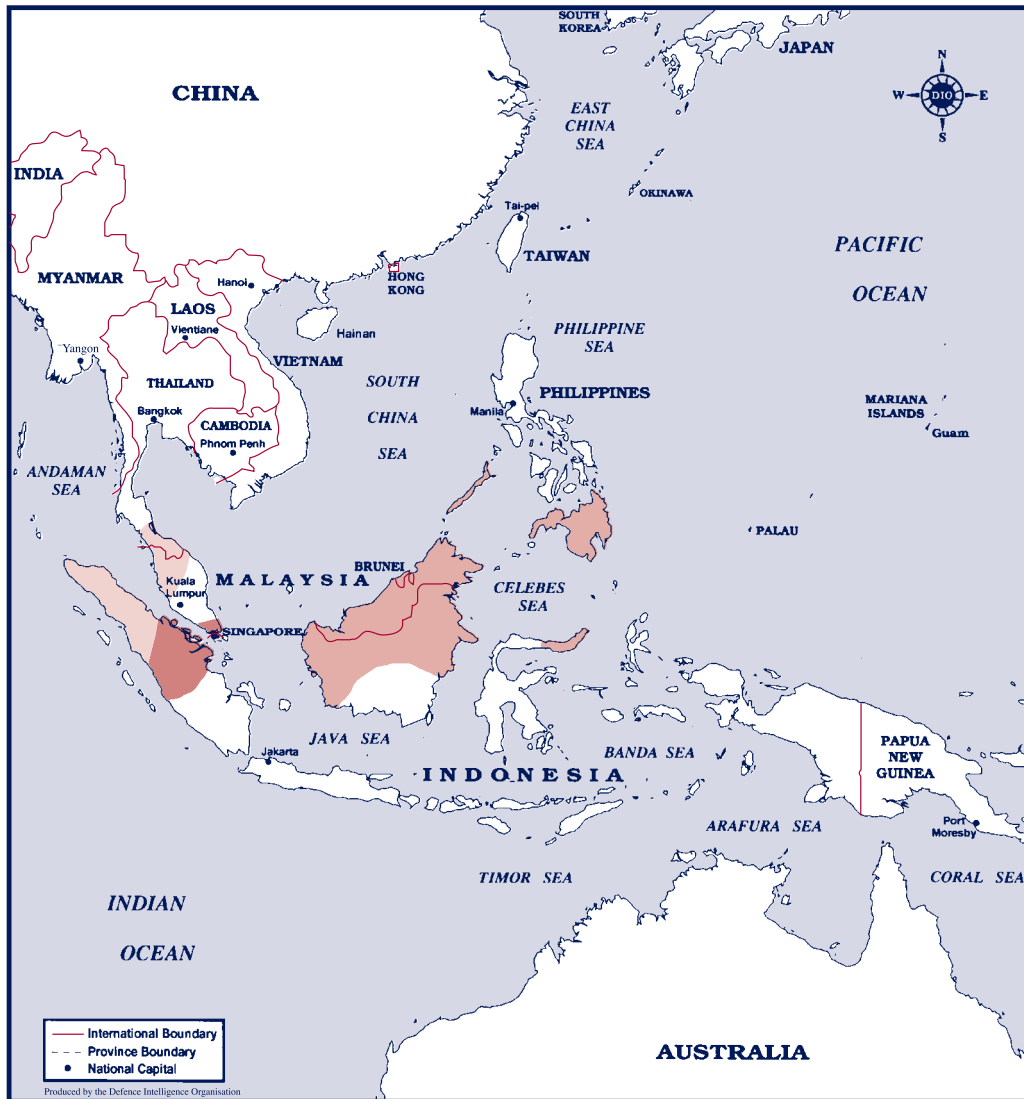 SOUTH
KOREA
JAPAN
CHINA
N
W
DIO
E
S
EAST
CHINA
SEA
INDIA
OKINAWA
Tai-pei
TAIWAN
PACIFIC
OCEAN
MYANMAR
HONG
KONG
Hanoi
LAOS
Vientiane
Hainan
PHILIPPINE
SEA
Yangon
VIETNAM
THAILAND
SOUTH
CHINA
SEA
PHILIPPINES
Manila
MARIANA
ISLANDS
Guam
Bangkok
CAMBODIA
Phnom Penh
ANDAMAN
SEA
PALAU
Kuala
Lumpur
MALAYSIA
BRUNEI
CELEBES
SEA
SINGAPORE
JAVA SEA
Jakarta
BANDA SEA
INDONESIA
PAPUA
NEW
GUINEA
Port
Moresby
ARAFURA SEA
TIMOR SEA
CORAL SEA
INDIAN
OCEAN
AUSTRALIA
International Boundary
Province Boundary
National Capital
Produced by the Defence Intelligence Organisation